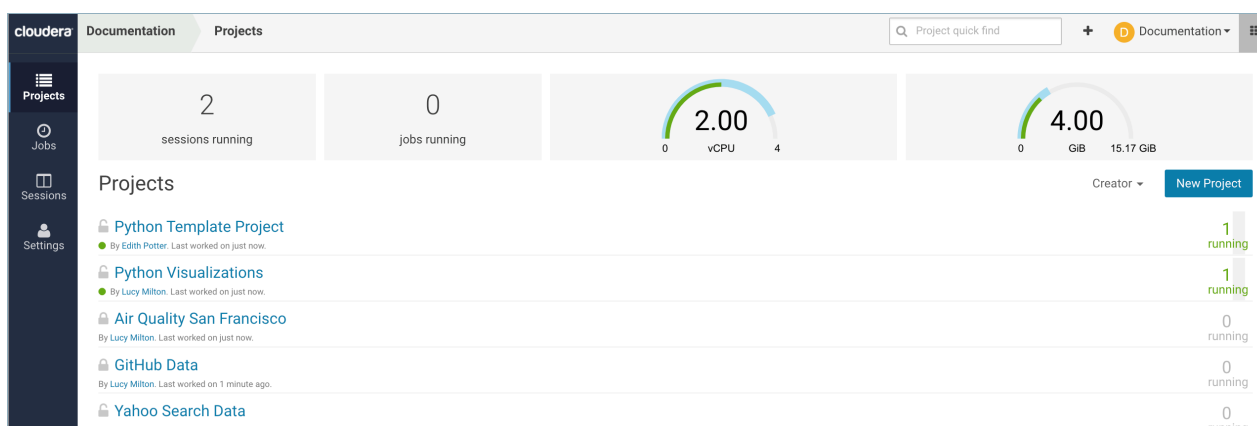 cloudera Documentation Projects Project quick find + D Documentation
Projects
Jobs
Sessions
Settings
2
sessions running
0
jobs running
2.00
0 vCPU 4
4.00
0 GiB 15.17 GiB
Projects Creator New Project
Python Template Project
By Edith Potter. Last worked on just now.
1
running
Python Visualizations
By Lucy Milton. Last worked on just now.
1
running
Air Quality San Francisco
By Lucy Milton. Last worked on just now.
0
running
GitHub Data
By Lucy Milton. Last worked on 1 minute ago.
0
running
Yahoo Search Data
0